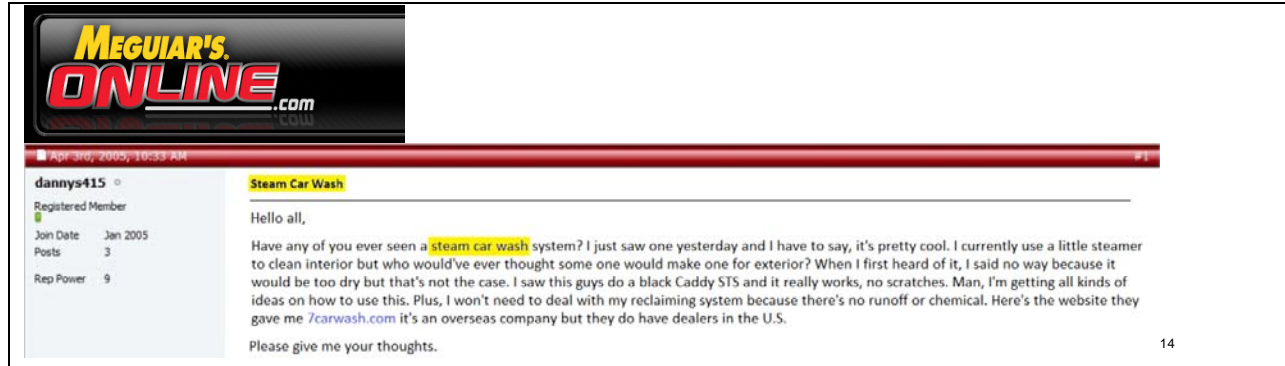 MEGUIAR'S.
ONLINE
.com
Apr 3rd, 2005, 10:33 AM #1
dannys415
Registered Member
Join Date Jan 2005
Posts 3
Rep Power 9
Steam Car Wash
Hello all,
Have any of you ever seen a steam car wash system? I just saw one yesterday and I have to say, it's pretty cool. I currently use a little steamer
to clean interior but who would've ever thought some one would make one for exterior? When I first heard of it, I said no way because it
would be too dry but that's not the case. I saw this guys do a black Caddy STS and it really works, no scratches. Man, I'm getting all kinds of
ideas on how to use this. Plus, I won't need to deal with my reclaiming system because there's no runoff or chemical. Here's the website they
gave me 7carwash.com it's an overseas company but they do have dealers in the U.S.
Please give me your thoughts.
14